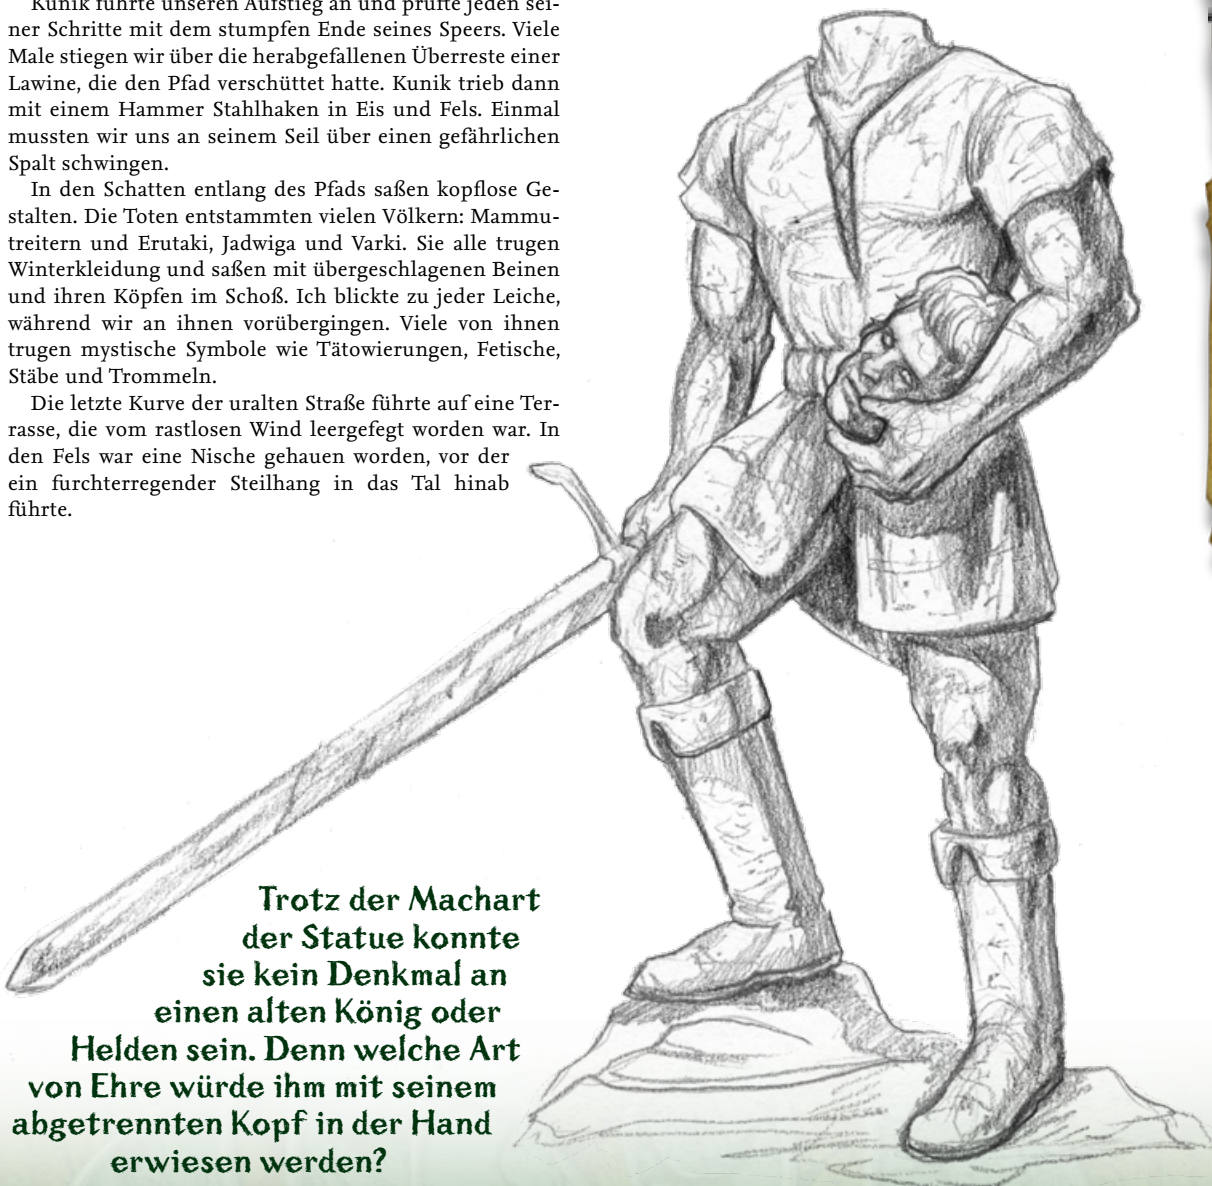 Kunik führte unseren Aufstieg an und prüfte jeden sei-
ner Schritte mit dem stumpfen Ende seines Speers. Viele
Male stiegen wir über die herabgefallenen Überreste einer
Lawine, die den Pfad verschüttet hatte. Kunik trieb dann
mit einem Hammer Stahlhaken in Eis und Fels. Einmal
mussten wir uns an seinem Seil über einen gefährlichen
Spalt schwingen.
In den Schatten entlang des Pfads saßen kopflose Ge-
stalten. Die Toten entstammten vielen Völkern: Mammu-
treitern und Erutaki, Jadwiga und Varki. Sie alle trugen
Winterkleidung und saßen mit übergeschlagenen Beinen
und ihren Köpfen im Schoß. Ich blickte zu jeder Leiche,
während wir an ihnen vorübergingen. Viele von ihnen
trugen mystische Symbole wie Tätowierungen, Fetische,
Stäbe und Trommeln.
Die letzte Kurve der uralten Straße führte auf eine Ter-
rasse, die vom rastlosen Wind leergefegt worden war. In
den Fels war eine Nische gehauen worden, vor der
ein furchterregender Steilhang in das Tal hinab
führte.
Trotz der Machart
der Statue konnte
sie kein Denkmal an
einen alten König oder
Helden sein. Denn welche Art
von Ehre würde ihm mit seinem
abgetrennten Kopf in der Hand
erwiesen werden?